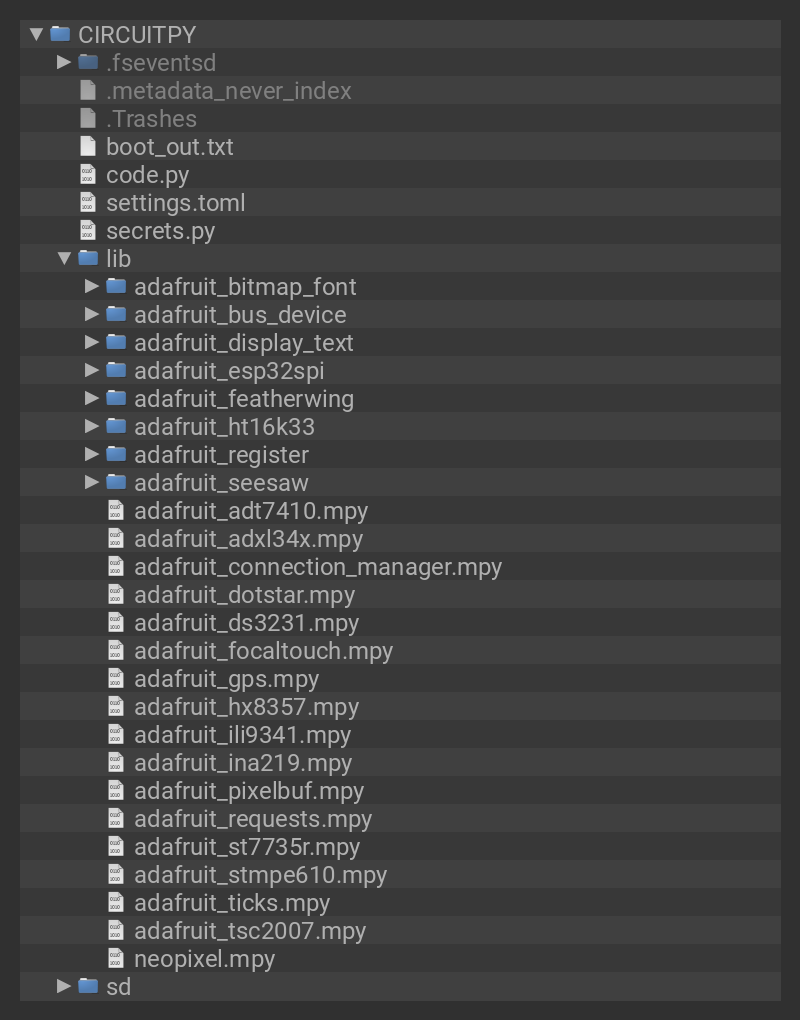 CIRCUITPY
.fseventsd
.metadata_never_index
.Trashes
boot_out.txt
code.py
settings.toml
secrets.py
lib
adafruit_bitmap_font
adafruit_bus_device
adafruit_display_text
adafruit_esp32spi
adafruit_featherwing
adafruit_ht16k33
adafruit_register
adafruit_seesaw
adafruit_adt7410.mpy
adafruit_adxl34x.mpy
adafruit_connection_manager.mpy
adafruit_dotstar.mpy
adafruit_ds3231.mpy
adafruit_focaltouch.mpy
adafruit_gps.mpy
adafruit_hx8357.mpy
adafruit_ili9341.mpy
adafruit_ina219.mpy
adafruit_pixelbuf.mpy
adafruit_requests.mpy
adafruit_st7735r.mpy
adafruit_stmpe610.mpy
adafruit_ticks.mpy
adafruit_tsc2007.mpy
neopixel.mpy
sd